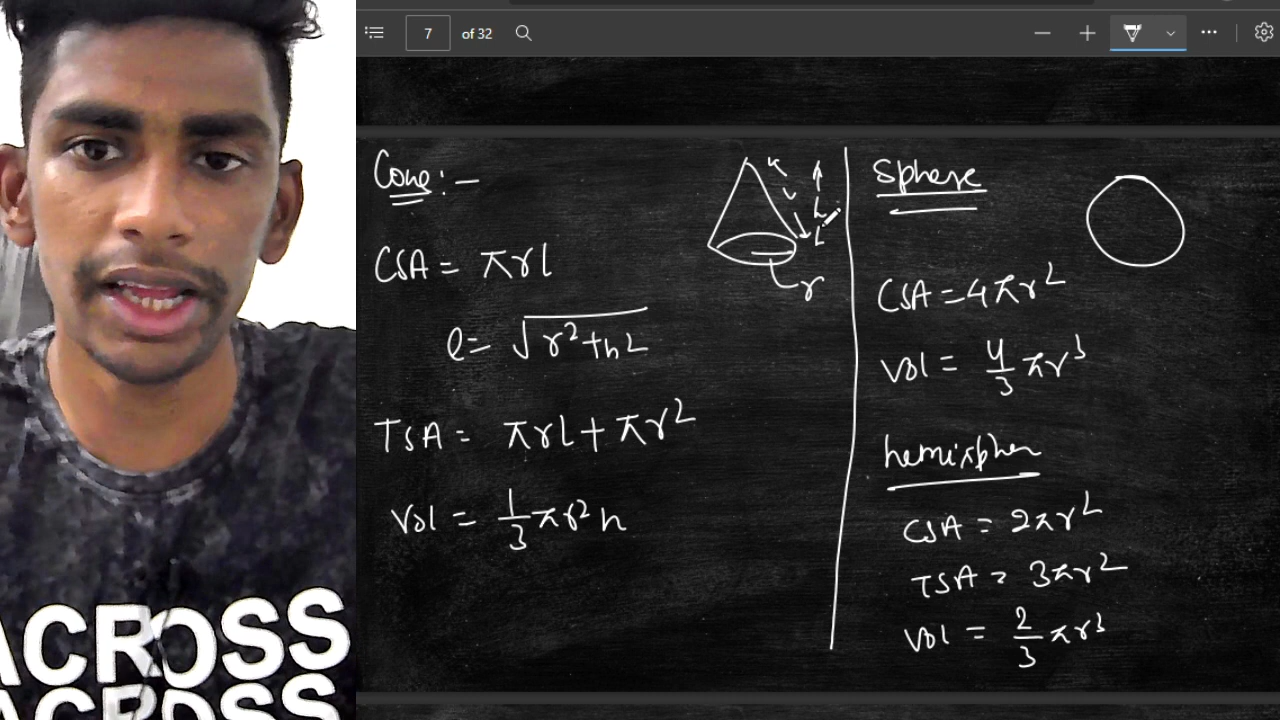 7 of 32
Cone:-
CSA = πrl
l = √r²+h²
TSA = πrl + πr²
Vol = 1/3 πr²h
r
Sphere
CSA = 4πr²
Vol = 4/3 πr³
hemispher
CSA = 2πr²
TSA = 3πr²
Vol = 2/3 πr³
ACROSS
ACROSS